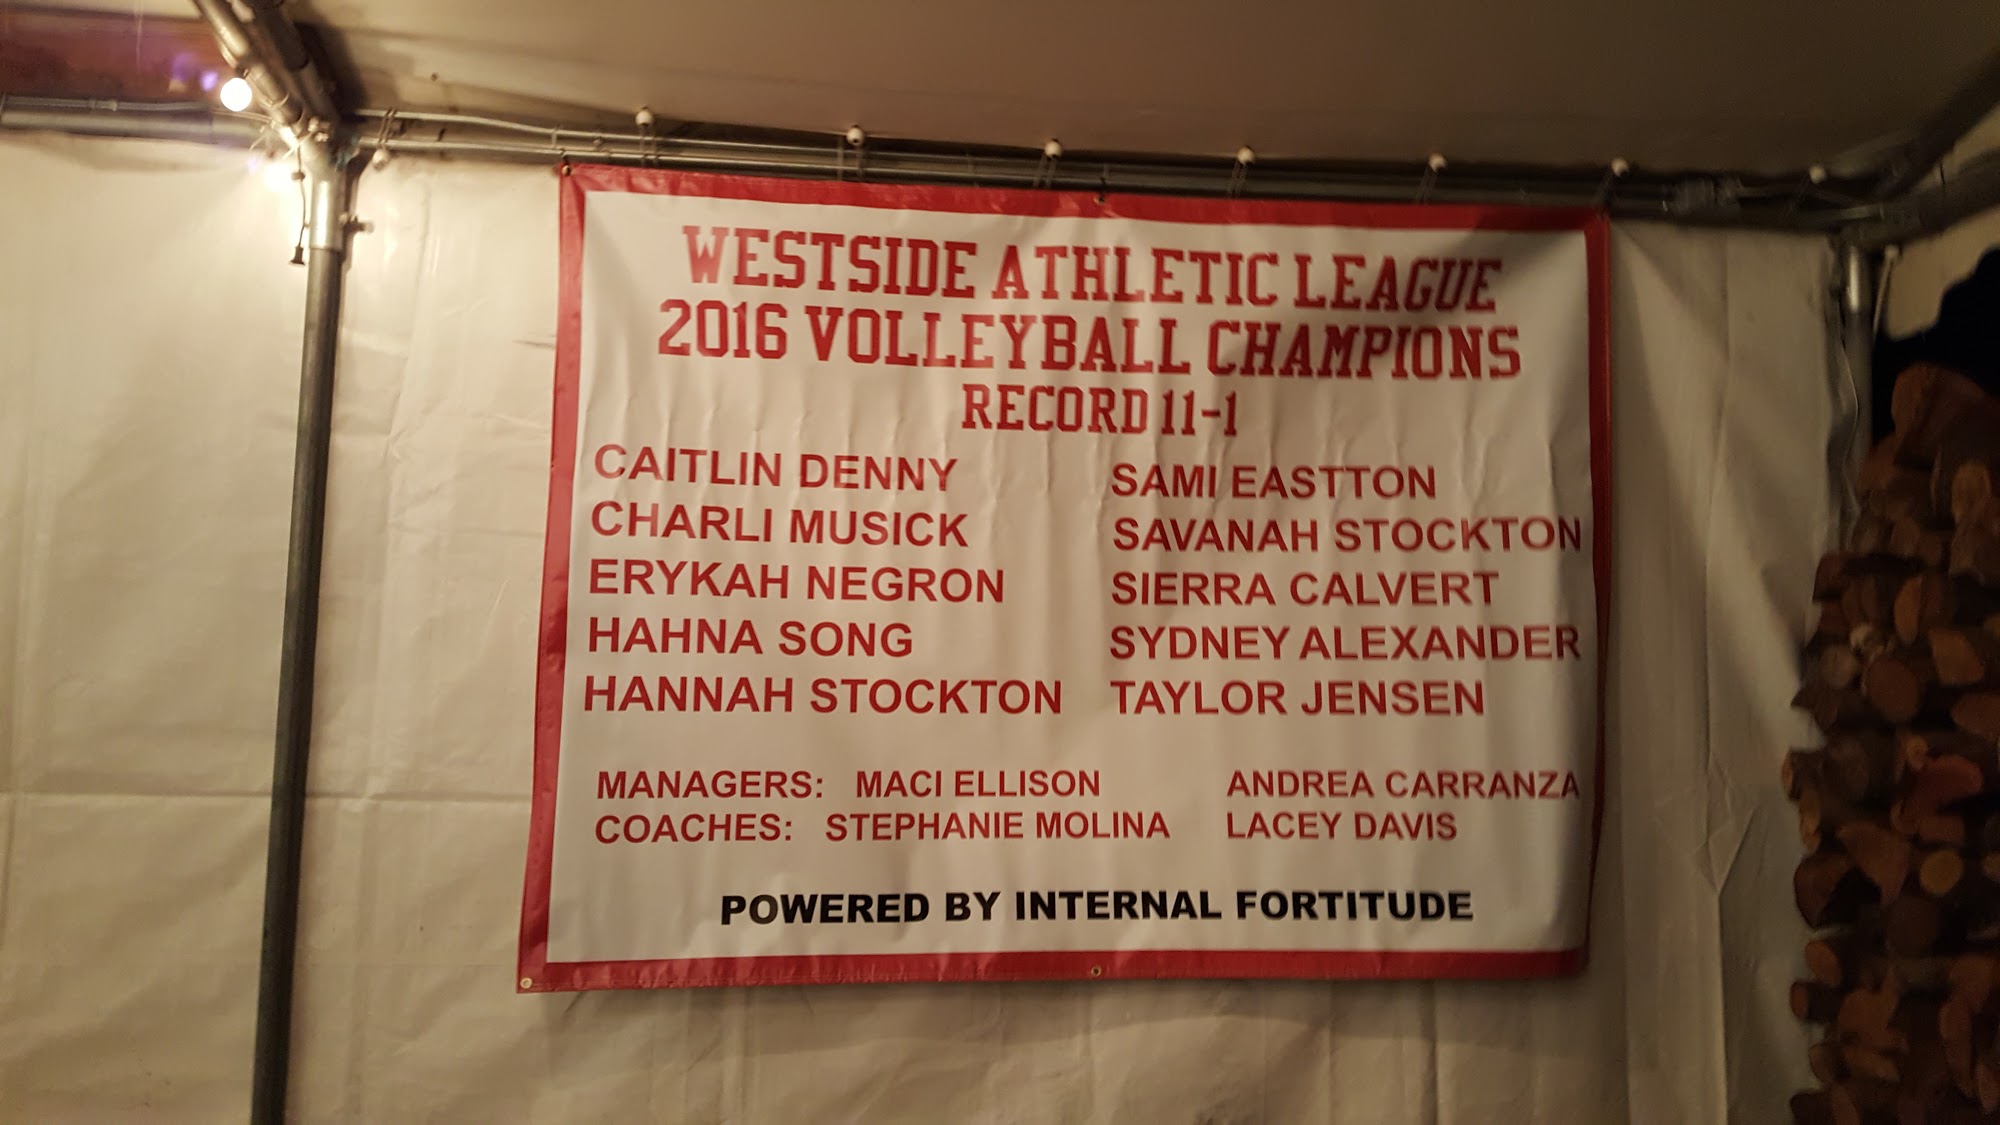 WESTSIDE ATHLETIC LEAGUE
2016 VOLLEYBALL CHAMPIONS
RECORD 11-1
CAITLIN DENNY SAMI EASTTON
CHARLI MUSICK SAVANAH STOCKTON
ERYKAH NEGRON SIERRA CALVERT
HAHNA SONG SYDNEY ALEXANDER
HANNAH STOCKTON TAYLOR JENSEN
MANAGERS: MACI ELLISON ANDREA CARRANZA
COACHES: STEPHANIE MOLINA LACEY DAVIS
POWERED BY INTERNAL FORTITUDE